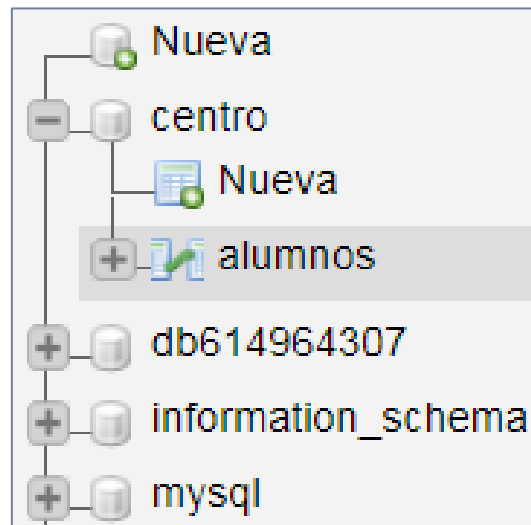 Nueva
centro
Nueva
alumnos
db614964307
information_schema
mysql